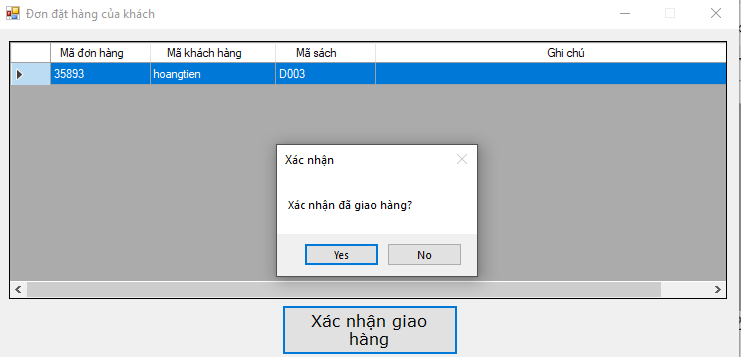 Đơn đặt hàng của khách
Mã đơn hàng Mã khách hàng Mã sách Ghi chú
35893 hoangtien D003
Xác nhận
Xác nhận đã giao hàng?
Yes No
Xác nhận giao
hàng